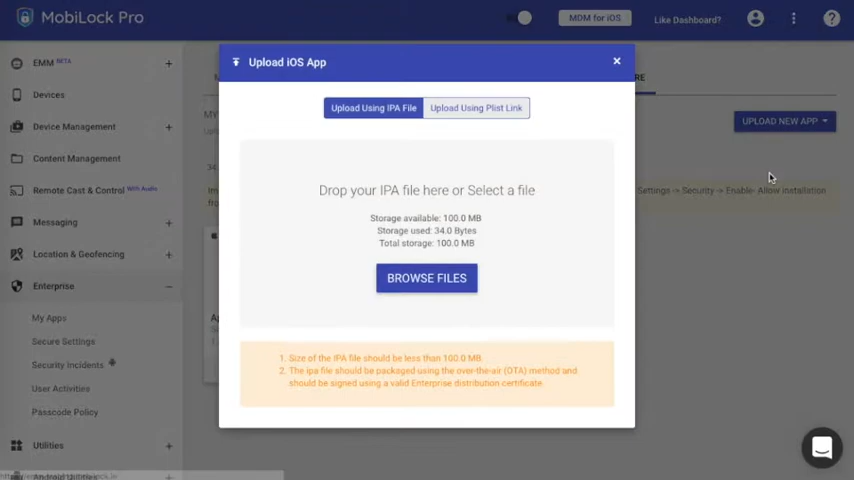 MobiLock Pro
MDM for iOS
Like Dashboard?
EMM BETA
Devices
Device Management
Content Management
Remote Cast & Control WiFi Audio
Messaging
Location & Geofencing
Enterprise
My Apps
Secure Settings
Security Incidents
User Activities
Passcode Policy
Utilities
Upload iOS App
×
Upload Using IPA File
Upload Using Plist Link
Drop your IPA file here or Select a file
Storage available: 100.0 MB
Storage used: 34.0 Bytes
Total storage: 100.0 MB
BROWSE FILES
1. Size of the IPA file should be less than 100.0 MB.
2. The ipa file should be packaged using the over-the-air (OTA) method and
should be signed using a valid Enterprise distribution certificate.
UPLOAD NEW APP
Settings -> Security -> Enable- Allow installation